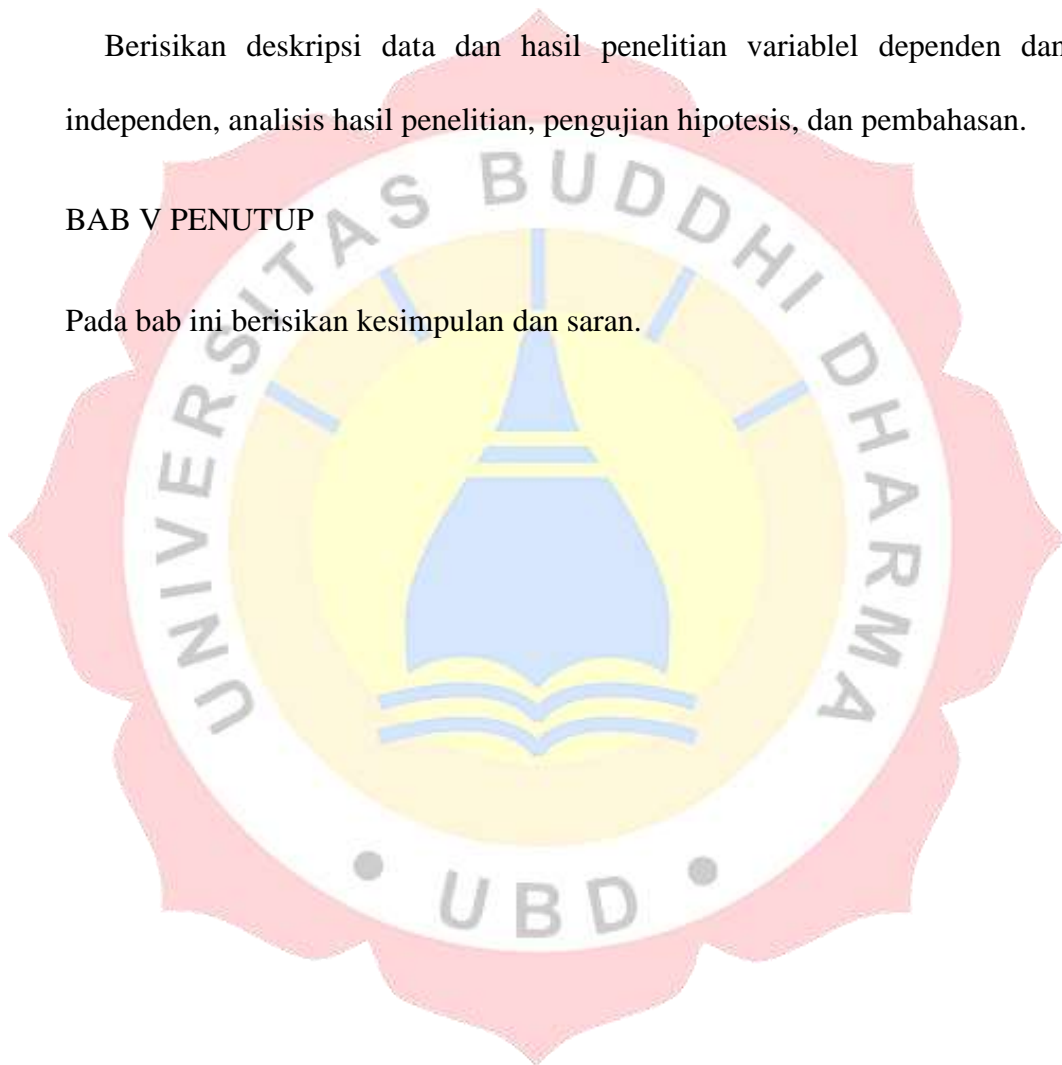 Berisikan deskripsi data dan hasil penelitian variablel dependen dan
independen, analisis hasil penelitian, pengujian hipotesis, dan pembahasan.
BAB V PENUTUP
Pada bab ini berisikan kesimpulan dan saran.
UNIVERSITAS BUDDHI DHARMA
• UBD •